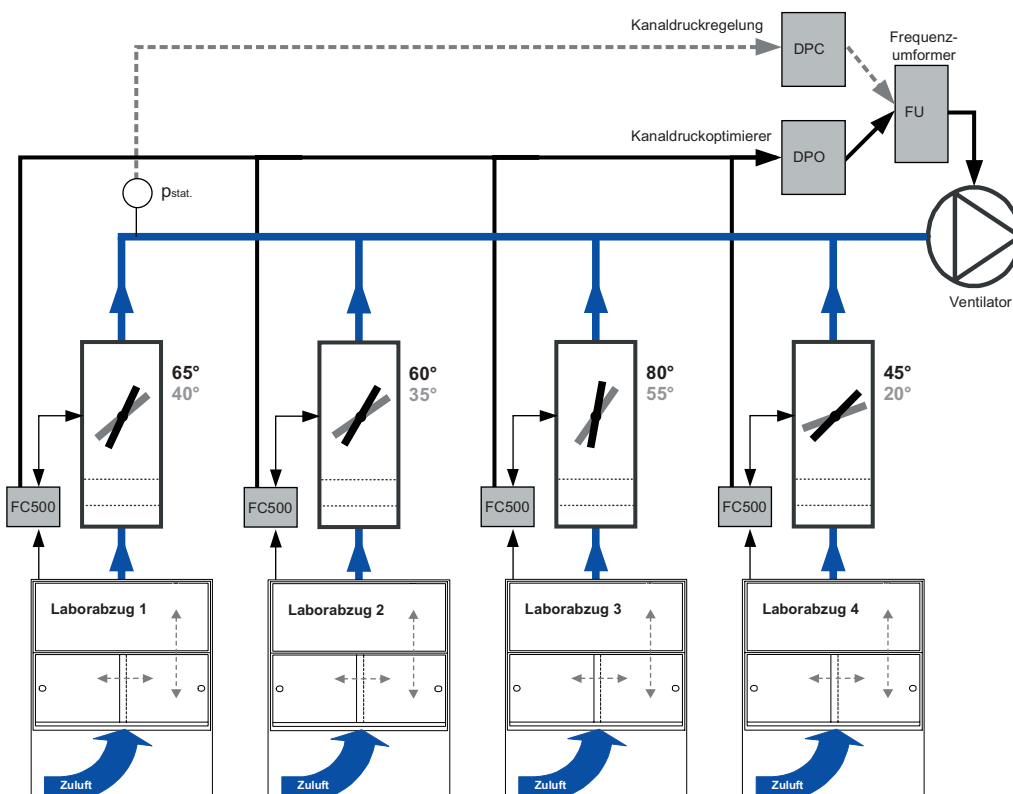 Kanaldruckregelung
DPC
Frequenz-
umformer
FU
Kanaldruckoptimierer
DPO
pstat.
Ventilator
65°
40°
60°
35°
80°
55°
45°
20°
FC500
FC500
FC500
FC500
Laborabzug 1
Laborabzug 2
Laborabzug 3
Laborabzug 4
Zuluft
Zuluft
Zuluft
Zuluft